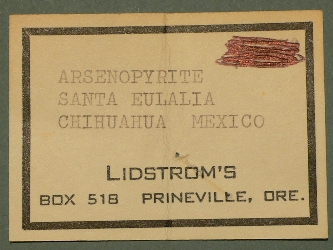 ARSENOPYRITE
SANTA EULALIA
CHIHUAHUA MEXICO
LIDSTROM'S
BOX 518 PRINEVILLE, ORE.